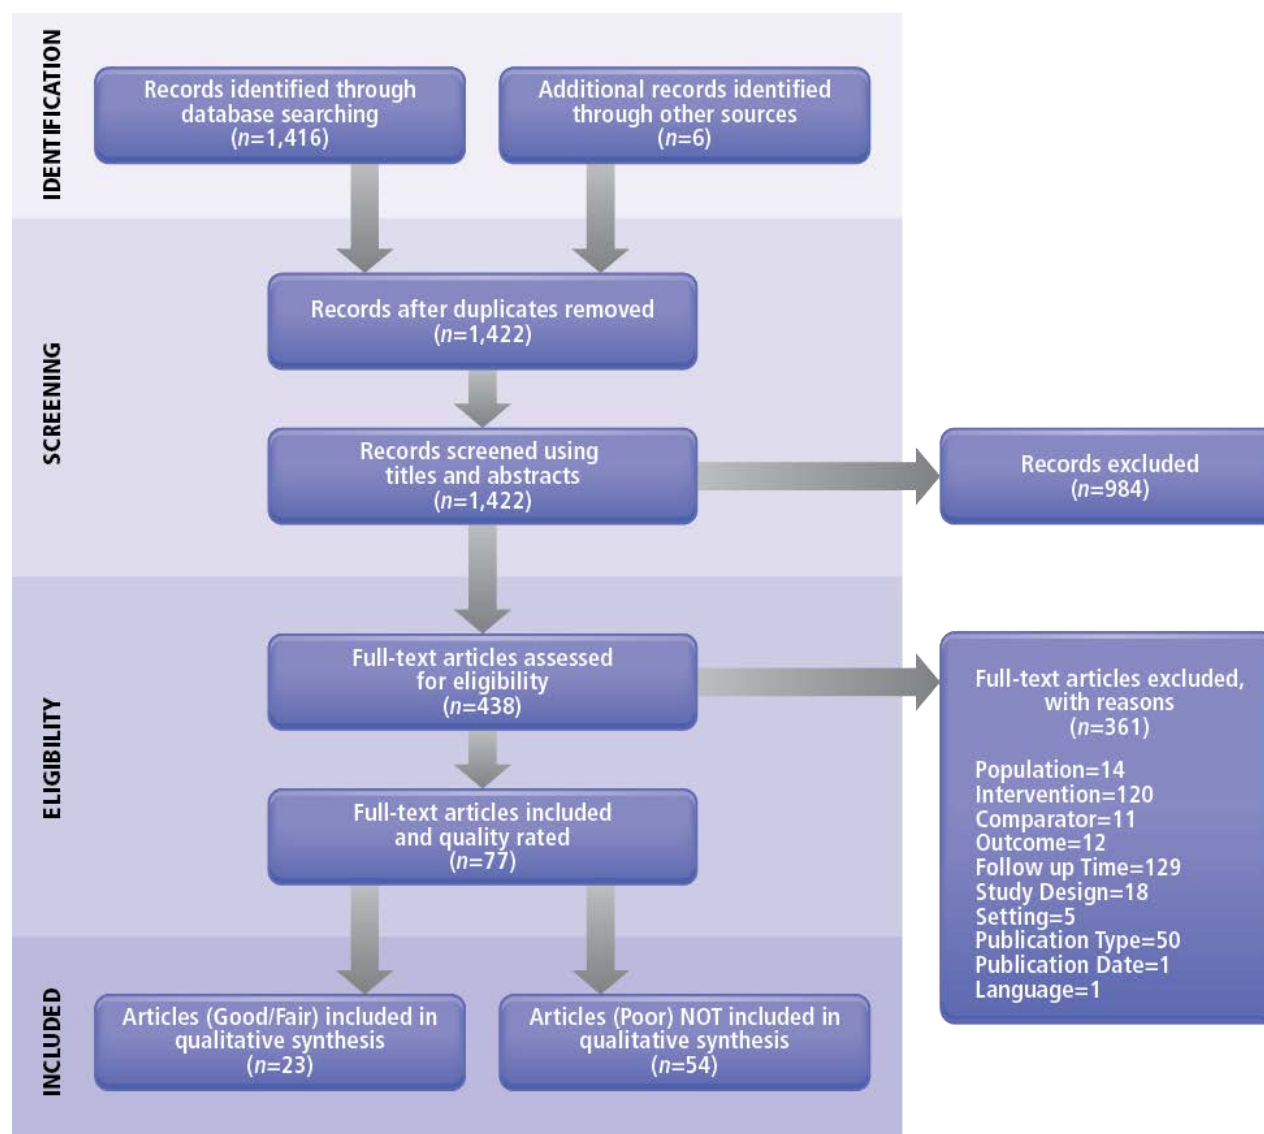 IDENTIFICATION
Records identified through
database searching
(n=1,416)
Additional records identified
through other sources
(n=6)
SCREENING
Records after duplicates removed
(n=1,422)
Records screened using
titles and abstracts
(n=1,422)
Records excluded
(n=984)
ELIGIBILITY
Full-text articles assessed
for eligibility
(n=438)
Full-text articles excluded,
with reasons
(n=361)
Population=14
Intervention=120
Comparator=11
Outcome=12
Follow up Time=129
Study Design=18
Setting=5
Publication Type=50
Publication Date=1
Language=1
Full-text articles included
and quality rated
(n=77)
INCLUDED
Articles (Good/Fair) included in
qualitative synthesis
(n=23)
Articles (Poor) NOT included in
qualitative synthesis
(n=54)